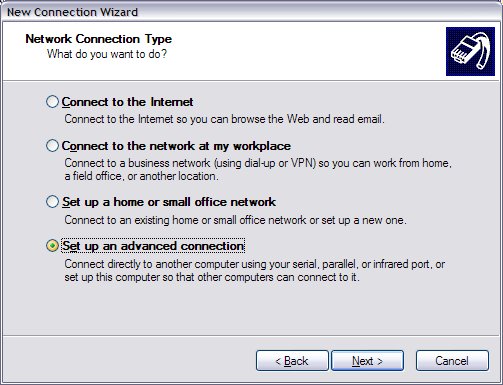 New Connection Wizard
Network Connection Type
What do you want to do?
Connect to the Internet
Connect to the Internet so you can browse the Web and read email.
Connect to the network at my workplace
Connect to a business network (using dial-up or VPN) so you can work from home,
a field office, or another location.
Set up a home or small office network
Connect to an existing home or small office network or set up a new one.
Set up an advanced connection
Connect directly to another computer using your serial, parallel, or infrared port, or
set up this computer so that other computers can connect to it.
< Back Next > Cancel